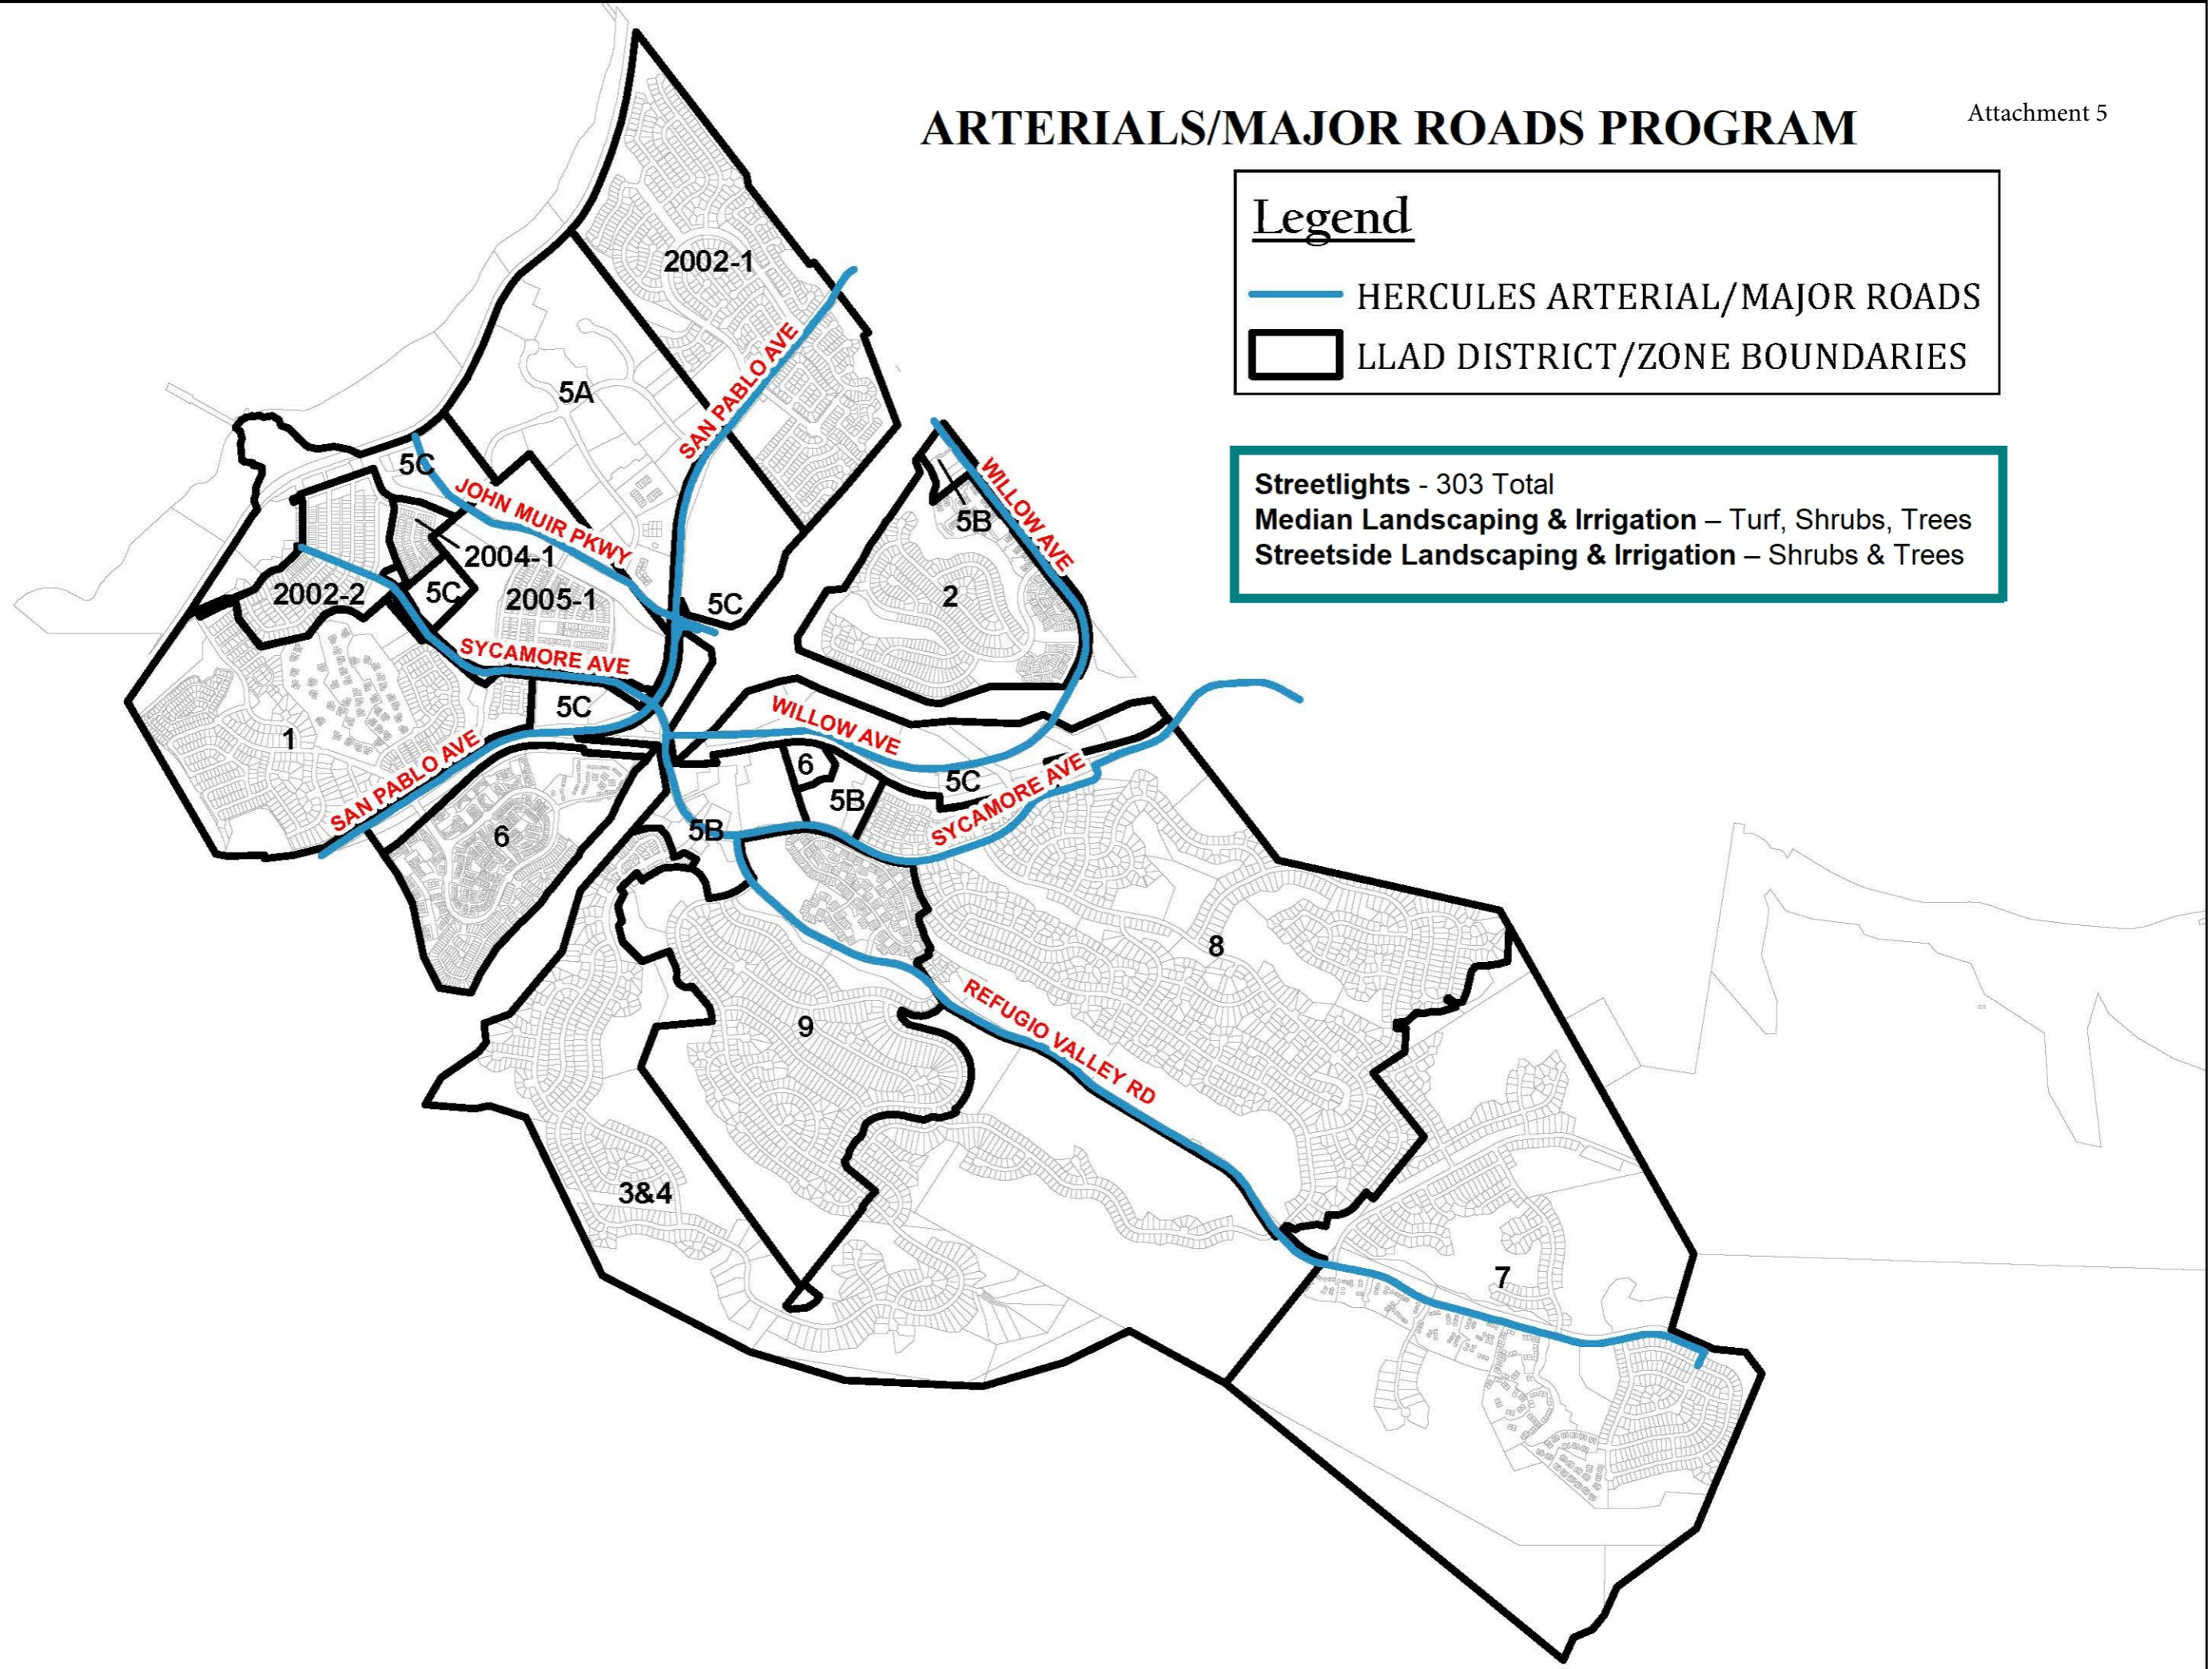 ARTERIALS/MAJOR ROADS PROGRAM
Attachment 5
Legend
HERCULES ARTERIAL/MAJOR ROADS
LLAD DISTRICT/ZONE BOUNDARIES
Streetlights - 303 Total
Median Landscaping & Irrigation – Turf, Shrubs, Trees
Streetside Landscaping & Irrigation – Shrubs & Trees
2002-1
SAN PABLO AVE
5A
5C
JOHN MUIR PKWY
WILLOW AVE
5B
2004-1
2002-2
5C
2005-1
5C
2
SYCAMORE AVE
5C
WILLOW AVE
1
SAN PABLO AVE
6
5C
5B
SYCAMORE AVE
5B
6
8
REFUGIO VALLEY RD
9
3&4
7